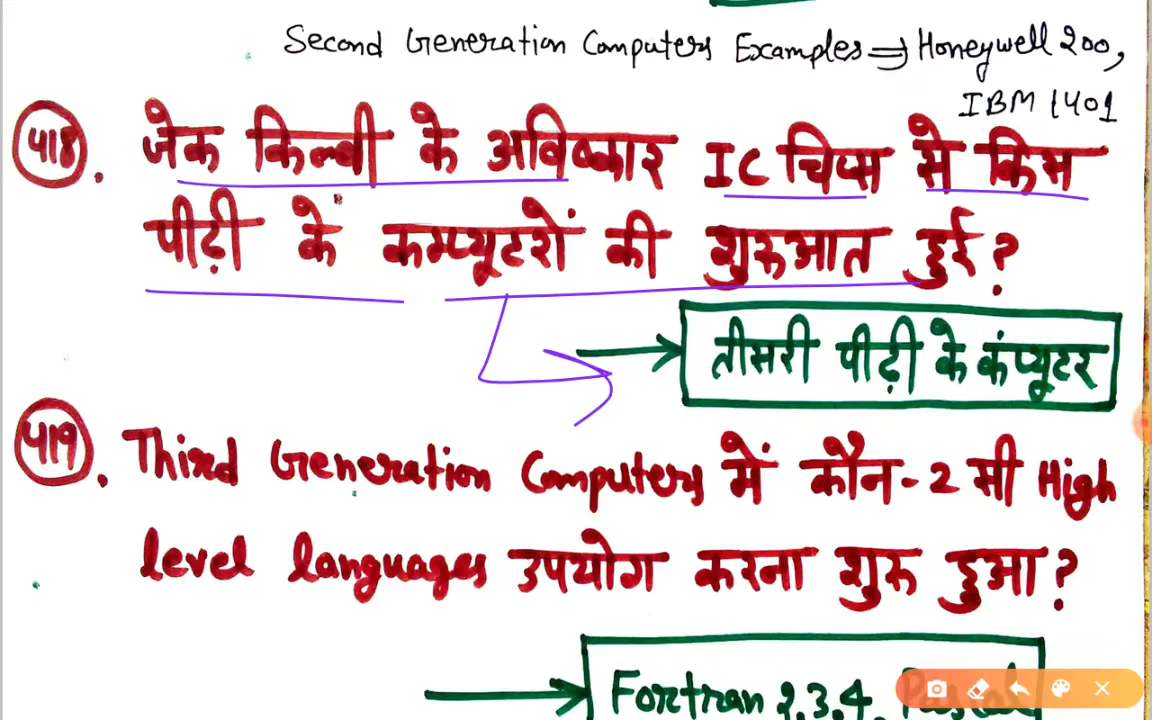 Second Generation Computers Examples ⇒ Honeywell 200,
IBM 1401
418. जेक किल्वी के अविष्कार IC चिप्स से किस
पीढ़ी के कम्प्यूटरों की शुरुआत हुई?
→ तीसरी पीढ़ी के कंप्यूटर
419. Third Generation Computers में कौन-2 सी High
level languages उपयोग करना शुरु हुआ?
→ Fortran 2,3,4,